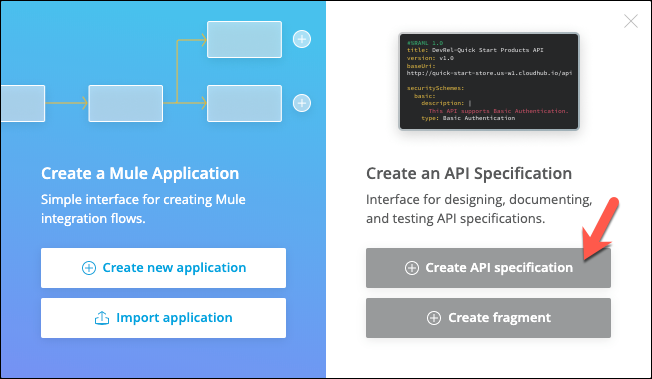 Create a Mule Application
Simple interface for creating Mule
integration flows.
Create new application
Import application
#%RAML 1.0
title: DevRel-Quick Start Products API
version: v1.0
baseUri:
http://quick-start-store.us-w1.cloudhub.io/api
securitySchemes:
basic:
description: |
This API supports Basic Authentication.
type: Basic Authentication
Create an API Specification
Interface for designing, documenting,
and testing API specifications.
Create API specification
Create fragment